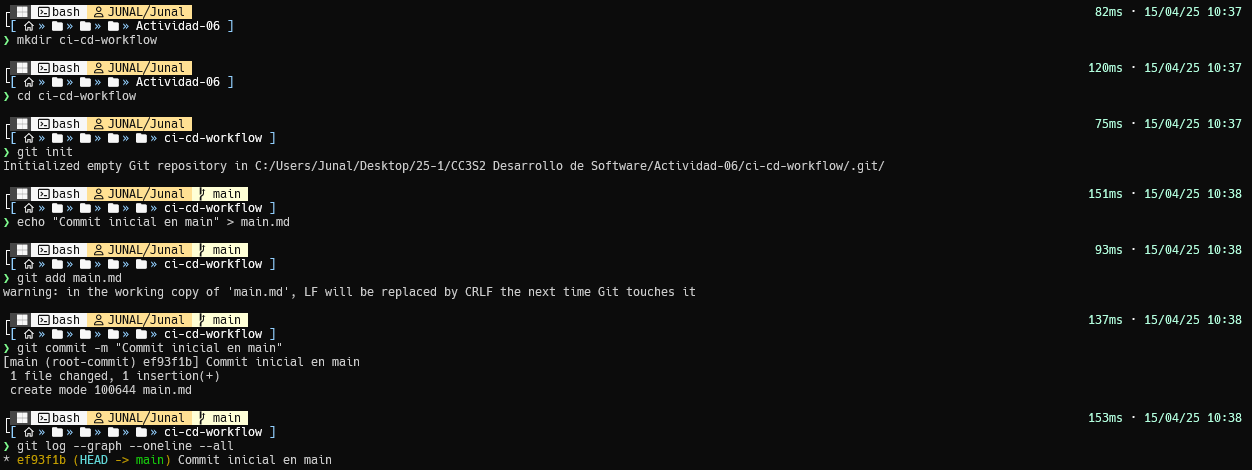 bash JUNAL/Junal 82ms · 15/04/25 10:37
[ » » » » Actividad-06 ]
❯ mkdir ci-cd-workflow
bash JUNAL/Junal 120ms · 15/04/25 10:37
[ » » » » Actividad-06 ]
❯ cd ci-cd-workflow
bash JUNAL/Junal 75ms · 15/04/25 10:37
[ » » » » » ci-cd-workflow ]
❯ git init
Initialized empty Git repository in C:/Users/Junal/Desktop/25-1/CC3S2 Desarrollo de Software/Actividad-06/ci-cd-workflow/.git/
bash JUNAL/Junal main 151ms · 15/04/25 10:38
[ » » » » » ci-cd-workflow ]
❯ echo "Commit inicial en main" > main.md
bash JUNAL/Junal main 93ms · 15/04/25 10:38
[ » » » » » ci-cd-workflow ]
❯ git add main.md
warning: in the working copy of 'main.md', LF will be replaced by CRLF the next time Git touches it
bash JUNAL/Junal main 137ms · 15/04/25 10:38
[ » » » » » ci-cd-workflow ]
❯ git commit -m "Commit inicial en main"
[main (root-commit) ef93f1b] Commit inicial en main
1 file changed, 1 insertion(+)
create mode 100644 main.md
bash JUNAL/Junal main 153ms · 15/04/25 10:38
[ » » » » » ci-cd-workflow ]
❯ git log --graph --oneline --all
* ef93f1b (HEAD -> main) Commit inicial en main